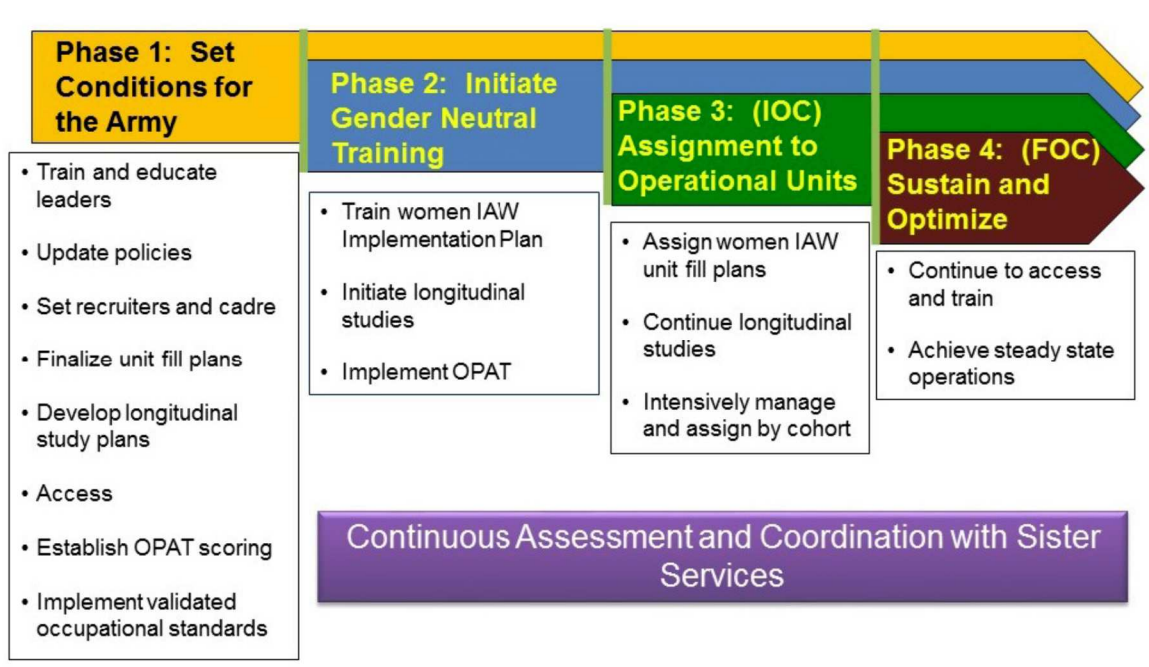 Phase 1: Set
Conditions for
the Army
• Train and educate
leaders
• Update policies
• Set recruiters and cadre
• Finalize unit fill plans
• Develop longitudinal
study plans
• Access
• Establish OPAT scoring
• Implement validated
occupational standards
Phase 2: Initiate
Gender Neutral
Training
• Train women IAW
Implementation Plan
• Initiate longitudinal
studies
• Implement OPAT
Phase 3: (IOC)
Assignment to
Operational Units
• Assign women IAW
unit fill plans
• Continue longitudinal
studies
• Intensively manage
and assign by cohort
Phase 4: (FOC)
Sustain and
Optimize
• Continue to access
and train
• Achieve steady state
operations
Continuous Assessment and Coordination with Sister
Services